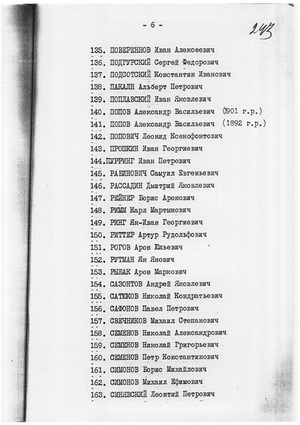 - 6 -
243
135. ПОВЕРЕННОВ Иван Алексеевич
136. ПОДГУРСКИЙ Сергей Федорович
137. ПОДСОТСКИЙ Константин Иванович
138. ПАКАЛН Альберт Петрович
139. ПОПЛАВСКИЙ Иван Яковлевич
140. ПОПОВ Александр Васильевич (1901 г.р.)
141. ПОПОВ Александр Васильевич (1892 г.р.)
142. ПОПОВИЧ Леонид Ксенофонтович
143. ПРОШКИН Иван Георгиевич
144. ПУРРИНГ Иван Петрович
145. РАБИНОВИЧ Самуил Евгеньевич
146. РАССАДИН Дмитрий Яковлевич
147. РЕЙНЕР Борис Аронович
148. РИММ Карл Мартынович
149. РИНГ Ян-Иван Георгиевич
150. РИТТЕР Артур Рудольфович
151. РОГОВ Арон Юльевич
152. РУТМАН Ян Янович
153. РЫБАК Арон Маркович
154. САЗОНТОВ Андрей Яковлевич
155. САТЕКОВ Николай Кондратьевич
156. САФОНОВ Павел Петрович
157. СВЕЧНИКОВ Михаил Степанович
158. СЕМЕНОВ Николай Александрович
159. СЕМЕНОВ Николай Григорьевич
160. СЕМЕНОВ Петр Константинович
161. СИМОНОВ Борис Михайлович
162. СИМОНОВ Михаил Ефимович
163. СИНЯВСКИЙ Леонтий Петрович